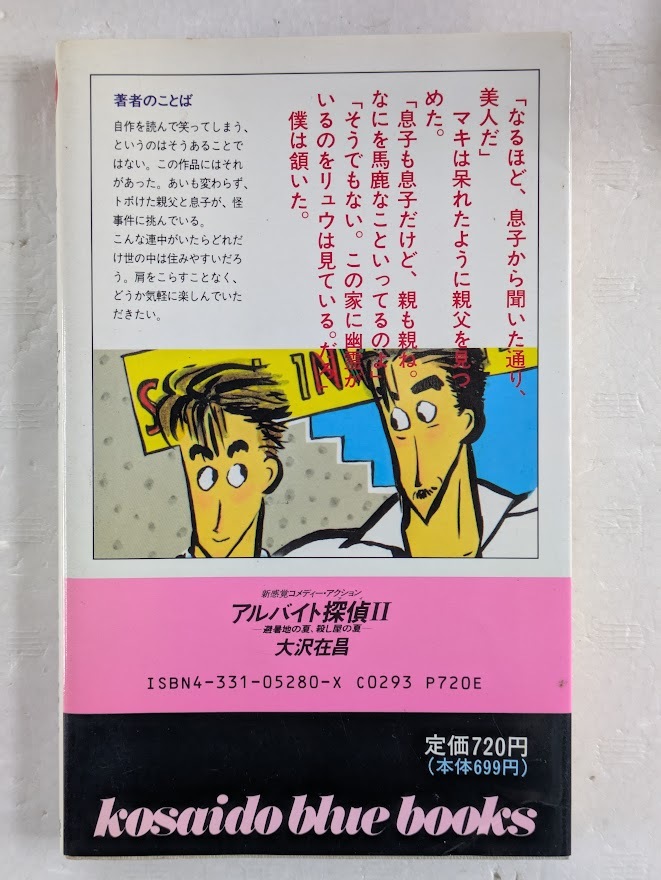 「なるほど、息子から聞いた通り、
美人だ」
マキは呆れたように親父を見つ
めた。
「息子も息子だけど、親も親ね。
なにを馬鹿なこといってるのよ」
「そうでもない。この家に幽霊が
いるのをリュウは見ている。だろ」
僕は頷いた。
著者のことば
自作を読んで笑ってしまう、
というのはそうあることで
はない。この作品にはそれ
があった。あいも変わらず、
トボけた親父と息子が、怪
事件に挑んでいる。
こんな連中がいたらどれだ
け世の中は住みやすいだろ
う。肩をこらすことなく、
どうか気軽に楽しんでいた
だきたい。
新感覚コメディー・アクション
アルバイト探偵II
避暑地の夏、殺し屋の夏
大沢在昌
ISBN4-331-05280-X C0293 P720E
定価720円
(本体699円)
kosaido blue books